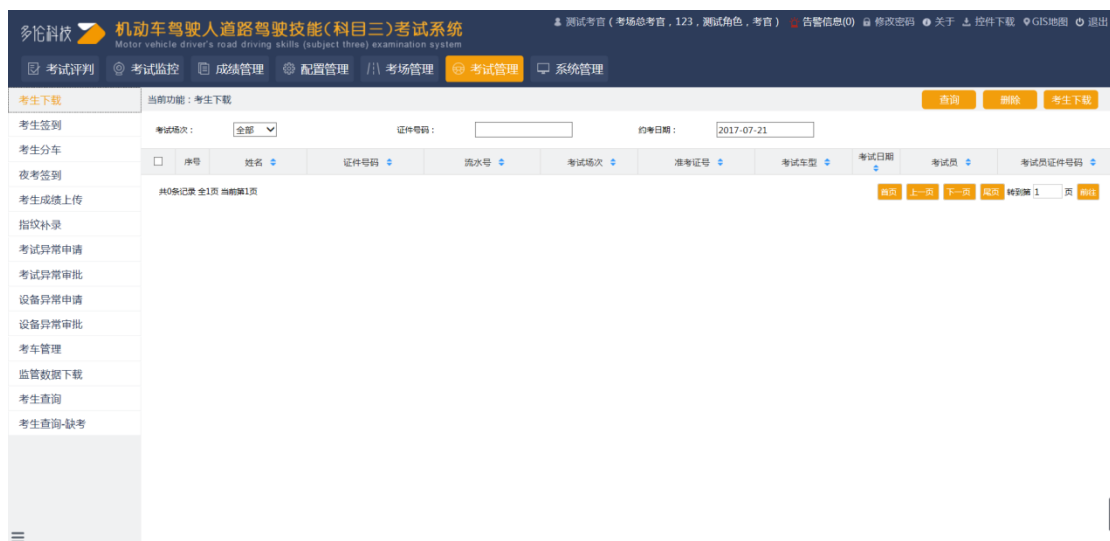 多伦科技 机动车驾驶人道路驾驶技能(科目三)考试系统 测试考官 ( 考场总考官 , 123 , 测试角色 , 考官 ) 告警信息(0) 修改密码 关于 控件下载 GIS地图 退出
Motor vehicle driver's road driving skills (subject three) examination system
考试评判 考试监控 成绩管理 配置管理 考场管理 考试管理 系统管理
考生下载
考生签到
考生分车
夜考签到
考生成绩上传
指纹补录
考试异常申请
考试异常审批
设备异常申请
设备异常审批
考车管理
监管数据下载
考生查询
考生查询-缺考
当前功能 : 考生下载 查询 删除 考生下载
考试场次 : 全部 证件号码 : 约考日期 : 2017-07-21
序号 姓名 证件号码 流水号 考试场次 准考证号 考试车型 考试日期 考试员 考试员证件号码
共0条记录 全1页 当前第1页 首页 上一页 下一页 尾页 转到第 1 页 前往